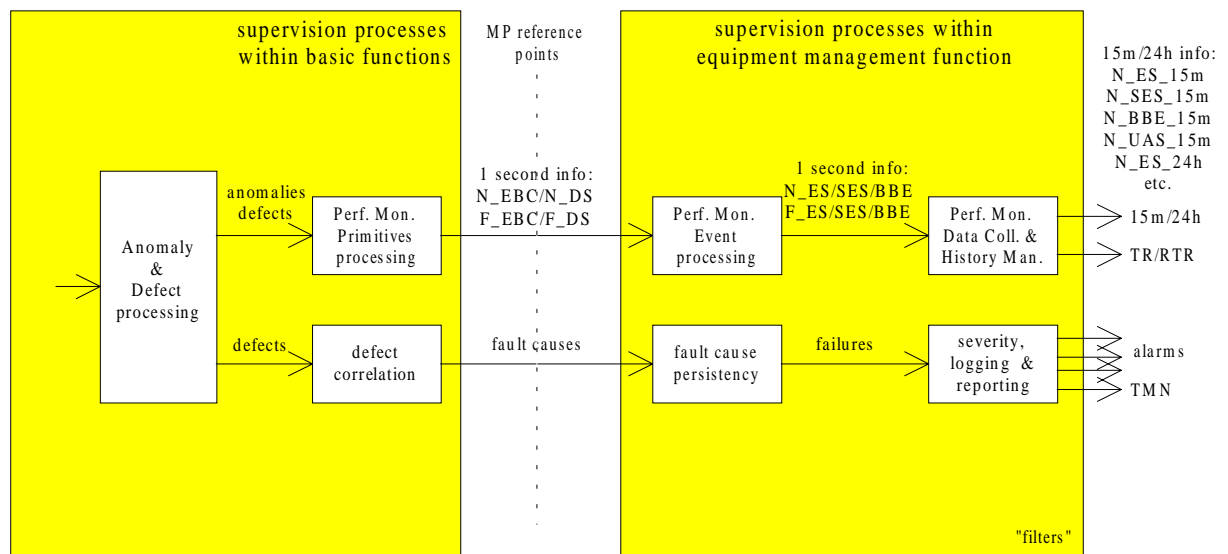 supervision processes
within basic functions
MP reference
points
supervision processes within
equipment management function
15m/24h info:
N_ES_15m
N_SES_15m
N_BBE_15m
N_UAS_15m
N_ES_24h
etc.
Anomaly
&
Defect
processing
anomalies
defects
Perf. Mon.
Primitives
processing
1 second info:
N_EBC/N_DS
F_EBC/F_DS
Perf. Mon.
Event
processing
1 second info:
N_ES/SES/BBE
F_ES/SES/BBE
Perf. Mon.
Data Coll. &
History Man.
15m/24h
TR/RTR
defects
defect
correlation
fault causes
fault cause
persistency
failures
severity,
logging &
reporting
alarms
TMN
"filters"